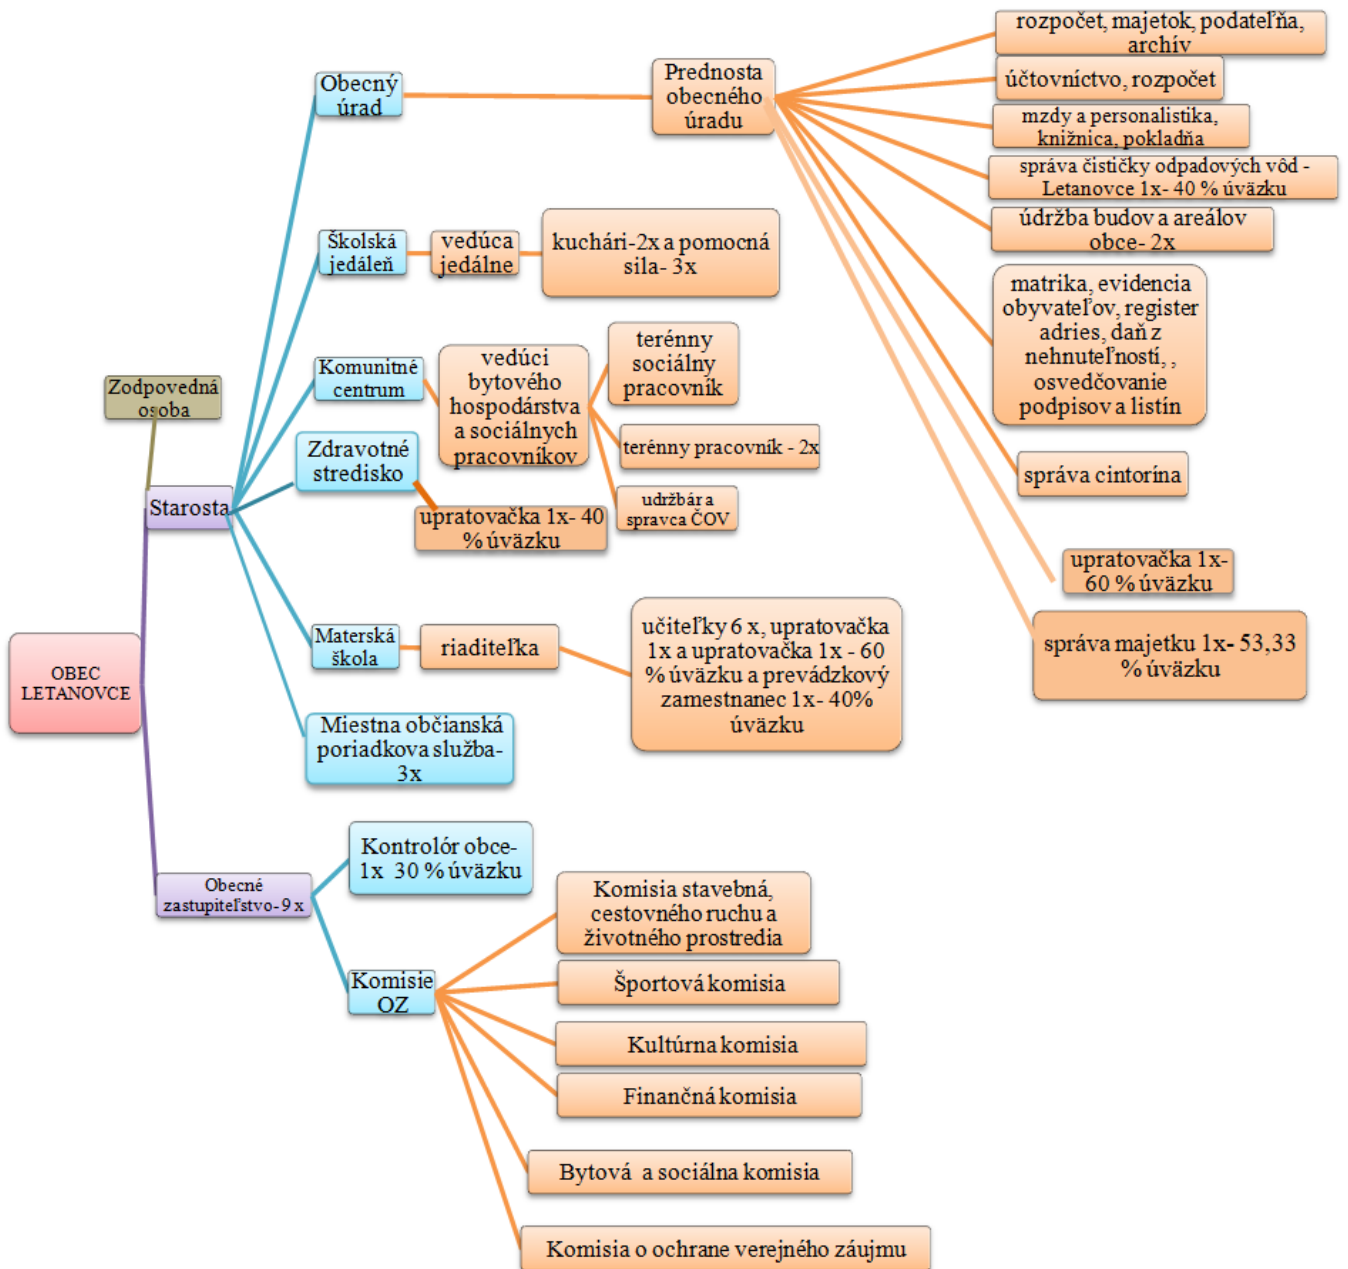 OBEC
LETANOVCE
Zodpovedná
osoba
Starosta
Obecný
úrad
Prednosta
obecného
úradu
rozpočet, majetok, podateľňa,
archív
účtovníctvo, rozpočet
mzdy a personalistika,
knižnica, pokladňa
správa čističky odpadových vôd -
Letanovce 1x- 40 % úväzku
údržba budov a areálov
obce- 2x
matrika, evidencia
obyvateľov, register
adries, daň z
nehnuteľností, ,
osvedčovanie
podpisov a listín
správa cintorína
upratovačka 1x-
60 % úväzku
správa majetku 1x- 53,33
% úväzku
Školská
jedáleň
vedúca
jedálne
kuchári-2x a pomocná
sila- 3x
Komunitné
centrum
vedúci
bytového
hospodárstva
a sociálnych
pracovníkov
terénny
sociálny
pracovník
terénny pracovník - 2x
udržbár a
spravca ČOV
Zdravotné
stredisko
upratovačka 1x- 40
% úväzku
Materská
škola
riaditeľka
učiteľky 6 x, upratovačka
1x a upratovačka 1x - 60
% úväzku a prevádzkový
zamestnanec 1x- 40%
úväzku
Miestna občianská
poriadkova služba-
3x
Obecné
zastupiteľstvo- 9 x
Kontrolór obce-
1x 30 % úväzku
Komisie
OZ
Komisia stavebná,
cestovného ruchu a
životného prostredia
Športová komisia
Kultúrna komisia
Finančná komisia
Bytová a sociálna komisia
Komisia o ochrane verejného záujmu